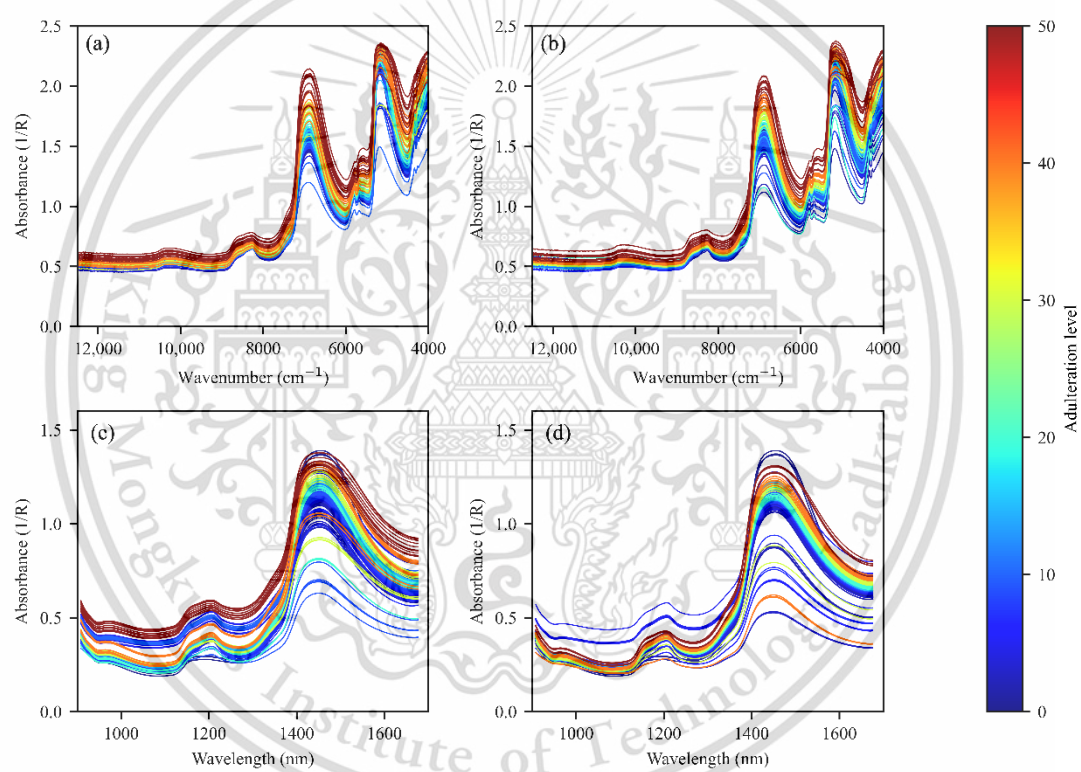 (a)
2.5
2.0
1.5
1.0
0.5
0.0
Absorbance (1/R)
12,000 10,000 8000 6000 4000
Wavenumber (cm⁻¹)
(b)
2.5
2.0
1.5
1.0
0.5
0.0
Absorbance (1/R)
12,000 10,000 8000 6000 4000
Wavenumber (cm⁻¹)
(c)
1.5
1.0
0.5
0.0
Absorbance (1/R)
1000 1200 1400 1600
Wavelength (nm)
(d)
1.5
1.0
0.5
0.0
Absorbance (1/R)
1000 1200 1400 1600
Wavelength (nm)
50
40
30
20
10
0
Adulteration level
King Mongkut's Institute of Technology Ladkrabang